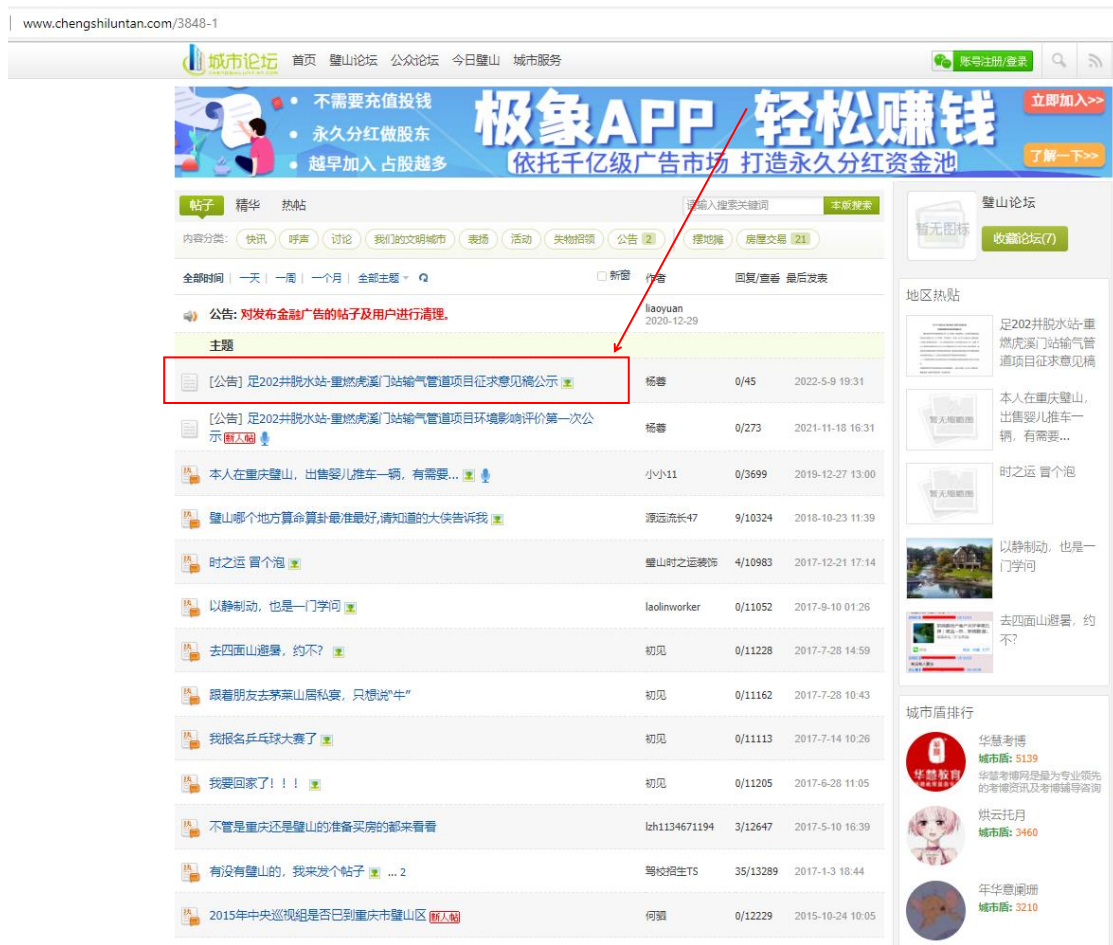 www.chengshiluntan.com/3848-1
城市论坛 首页 璧山论坛 公众论坛 今日璧山 城市服务 账号注册/登录
不需要充值投钱
永久分红做股东
越早加入 占股越多
极象APP 轻松赚钱
依托千亿级广告市场 打造永久分红资金池
立即加入>>
了解一下>>
帖子 精华 热帖 请输入搜索关键词 本版搜索
内容分类: 快讯 呼声 讨论 我们的文明城市 表扬 活动 失物招领 公告 2 摆地摊 房屋交易 21
全部时间 一天 一周 一个月 全部主题 新窗 作者 回复/查看 最后发表
公告: 对发布金融广告的帖子及用户进行清理。 liaoyuan
2020-12-29
主题
[公告] 足202井脱水站-重燃虎溪门站输气管道项目征求意见稿公示 杨蓉 0/45 2022-5-9 19:31
[公告] 足202井脱水站-重燃虎溪门站输气管道项目环境影响评价第一次公
示 新人帖 杨蓉 0/273 2021-11-18 16:31
本人在重庆璧山，出售婴儿推车一辆，有需要... 小小11 0/3699 2019-12-27 13:00
璧山哪个地方算命算卦最准最好,请知道的大侠告诉我 源远流长47 9/10324 2018-10-23 11:39
时之运 冒个泡 璧山时之运装饰 4/10983 2017-12-21 17:14
以静制动，也是一门学问 laolinworker 0/11052 2017-9-10 01:26
去四面山避暑，约不？ 初见 0/11228 2017-7-28 14:59
跟着朋友去茅莱山居私宴，只想说“牛” 初见 0/11162 2017-7-28 10:43
我报名乒乓球大赛了 初见 0/11113 2017-7-14 10:26
我要回家了！！！ 初见 0/11205 2017-6-28 11:05
不管是重庆还是璧山的准备买房的都来看看 lzh1134671194 3/12647 2017-5-10 16:39
有没有璧山的，我来发个帖子 ... 2 驾校招生TS 35/13289 2017-1-3 18:44
2015年中央巡视组是否日到重庆市璧山区 新人帖 何骝 0/12229 2015-10-24 10:05
暂无图标
璧山论坛
收藏论坛(7)
地区热贴
足202井脱水站-重
燃虎溪门站输气管
道项目征求意见稿
暂无缩略图
本人在重庆璧山，
出售婴儿推车一
辆，有需要...
暂无缩略图
时之运 冒个泡
以静制动，也是一
门学问
去四面山避暑，约
不？
城市盾排行
华慧教育
华慧考博
城市盾: 5139
华慧考博网是最为专业领先
的考博资讯及考博辅导咨询
烘云托月
城市盾: 3460
年华意阑珊
城市盾: 3210